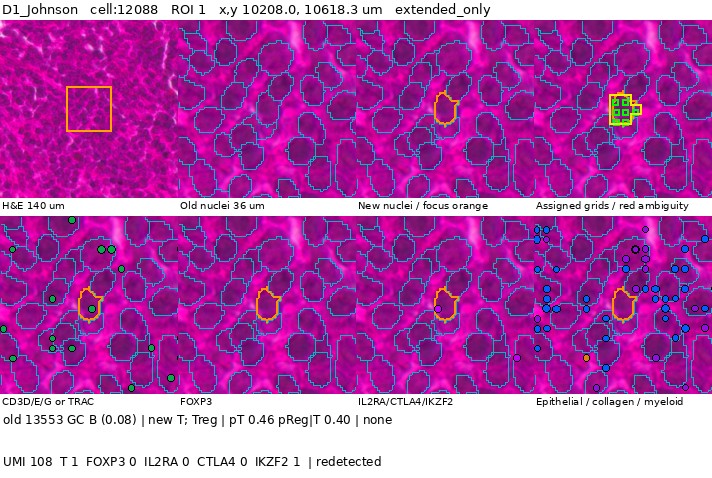 D1_Johnson cell:12088 ROI 1 x,y 10208.0, 10618.3 um extended_only
H&E 140 um
Old nuclei 36 um
New nuclei / focus orange
Assigned grids / red ambiguity
CD3D/E/G or TRAC
FOXP3
IL2RA/CTLA4/IKZF2
Epithelial / collagen / myeloid
old 13553 GC B (0.08) | new T; Treg | pT 0.46 pReg|T 0.40 | none
UMI 108 T 1 FOXP3 0 IL2RA 0 CTLA4 0 IKZF2 1 | redetected